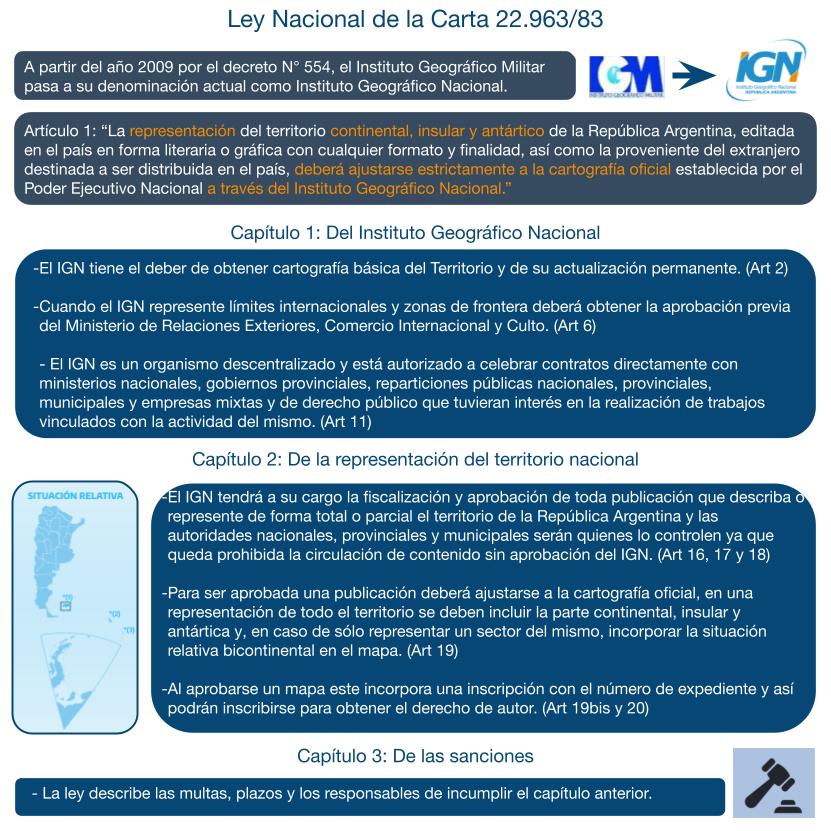 Ley Nacional de la Carta 22.963/83
A partir del año 2009 por el decreto N° 554, el Instituto Geográfico Militar
pasa a su denominación actual como Instituto Geográfico Nacional.
IGM
INSTITUTO GEOGRAFICO MILITAR
IGN
Instituto Geográfico Nacional
REPÚBLICA ARGENTINA
Artículo 1: “La representación del territorio continental, insular y antártico de la República Argentina, editada
en el país en forma literaria o gráfica con cualquier formato y finalidad, así como la proveniente del extranjero
destinada a ser distribuida en el país, deberá ajustarse estrictamente a la cartografía oficial establecida por el
Poder Ejecutivo Nacional a través del Instituto Geográfico Nacional.”
Capítulo 1: Del Instituto Geográfico Nacional
-El IGN tiene el deber de obtener cartografía básica del Territorio y de su actualización permanente. (Art 2)
-Cuando el IGN represente límites internacionales y zonas de frontera deberá obtener la aprobación previa
del Ministerio de Relaciones Exteriores, Comercio Internacional y Culto. (Art 6)
- El IGN es un organismo descentralizado y está autorizado a celebrar contratos directamente con
ministerios nacionales, gobiernos provinciales, reparticiones públicas nacionales, provinciales,
municipales y empresas mixtas y de derecho público que tuvieran interés en la realización de trabajos
vinculados con la actividad del mismo. (Art 11)
Capítulo 2: De la representación del territorio nacional
SITUACIÓN RELATIVA
*(1)
*(2)
*(3)
-El IGN tendrá a su cargo la fiscalización y aprobación de toda publicación que describa o
represente de forma total o parcial el territorio de la República Argentina y las
autoridades nacionales, provinciales y municipales serán quienes lo controlen ya que
queda prohibida la circulación de contenido sin aprobación del IGN. (Art 16, 17 y 18)
-Para ser aprobada una publicación deberá ajustarse a la cartografía oficial, en una
representación de todo el territorio se deben incluir la parte continental, insular y
antártica y, en caso de sólo representar un sector del mismo, incorporar la situación
relativa bicontinental en el mapa. (Art 19)
-Al aprobarse un mapa este incorpora una inscripción con el número de expediente y así
podrán inscribirse para obtener el derecho de autor. (Art 19bis y 20)
Capítulo 3: De las sanciones
- La ley describe las multas, plazos y los responsables de incumplir el capítulo anterior.